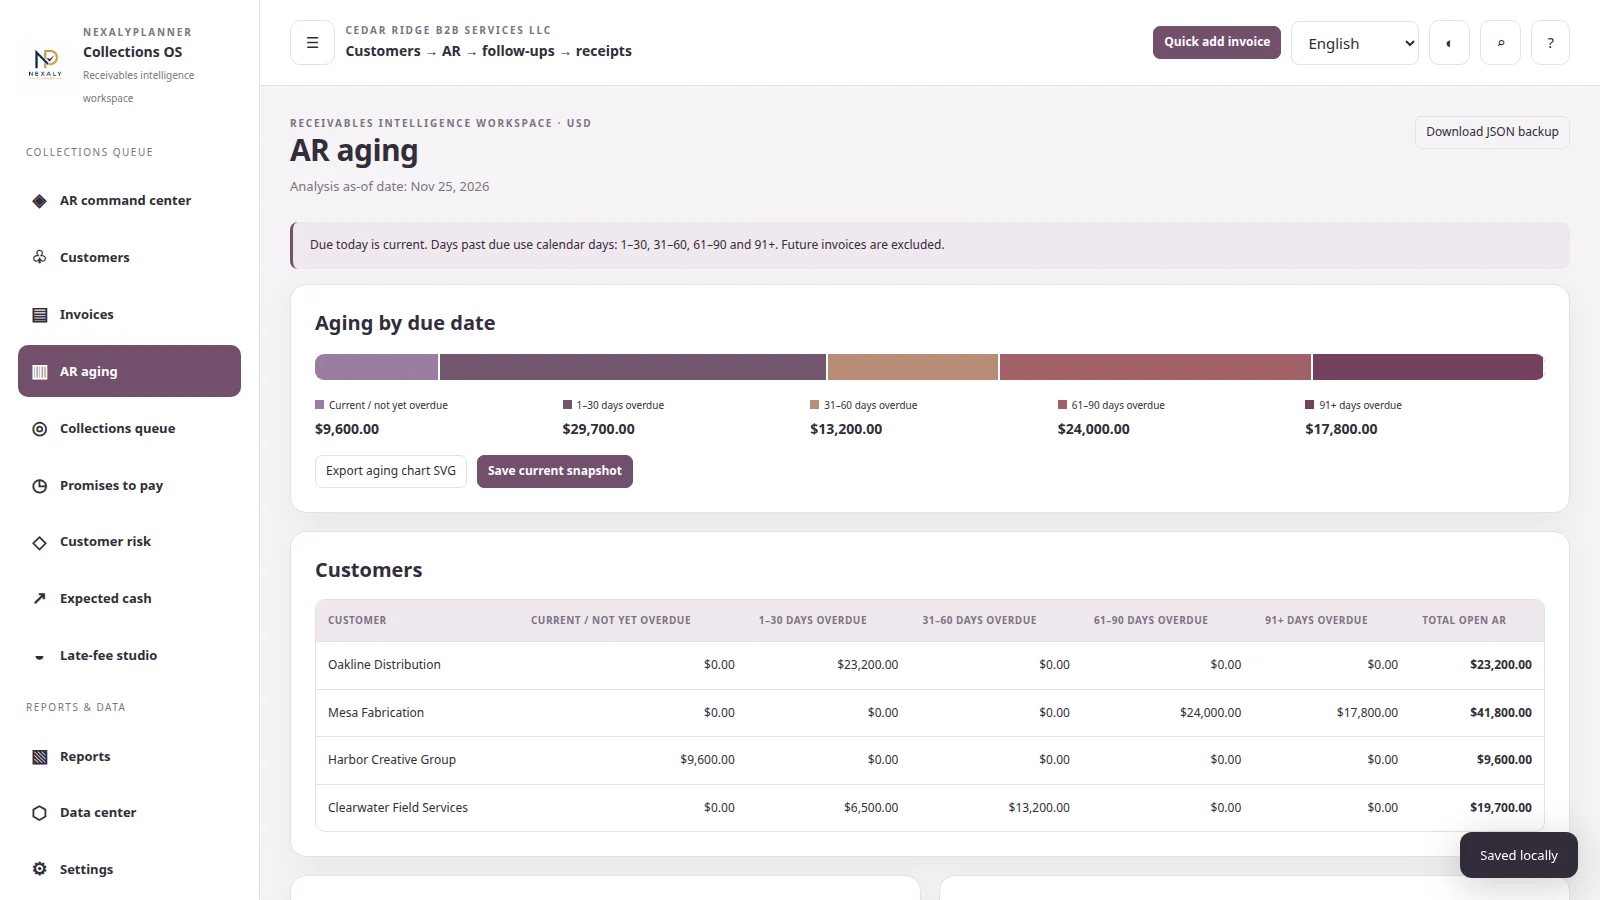 NEXALY
NEXALYPLANNER
Collections OS
Receivables intelligence
workspace
COLLECTIONS QUEUE
AR command center
Customers
Invoices
AR aging
Collections queue
Promises to pay
Customer risk
Expected cash
Late-fee studio
REPORTS & DATA
Reports
Data center
Settings
CEDAR RIDGE B2B SERVICES LLC
Customers → AR → follow-ups → receipts
Quick add invoice
English
?
RECEIVABLES INTELLIGENCE WORKSPACE · USD
AR aging
Analysis as-of date: Nov 25, 2026
Download JSON backup
Due today is current. Days past due use calendar days: 1–30, 31–60, 61–90 and 91+. Future invoices are excluded.
Aging by due date
Current / not yet overdue
$9,600.00
1–30 days overdue
$29,700.00
31–60 days overdue
$13,200.00
61–90 days overdue
$24,000.00
91+ days overdue
$17,800.00
Export aging chart SVG
Save current snapshot
Customers
CUSTOMER CURRENT / NOT YET OVERDUE 1–30 DAYS OVERDUE 31–60 DAYS OVERDUE 61–90 DAYS OVERDUE 91+ DAYS OVERDUE TOTAL OPEN AR
Oakline Distribution $0.00 $23,200.00 $0.00 $0.00 $0.00 $23,200.00
Mesa Fabrication $0.00 $0.00 $0.00 $24,000.00 $17,800.00 $41,800.00
Harbor Creative Group $9,600.00 $0.00 $0.00 $0.00 $0.00 $9,600.00
Clearwater Field Services $0.00 $6,500.00 $13,200.00 $0.00 $0.00 $19,700.00
Saved locally